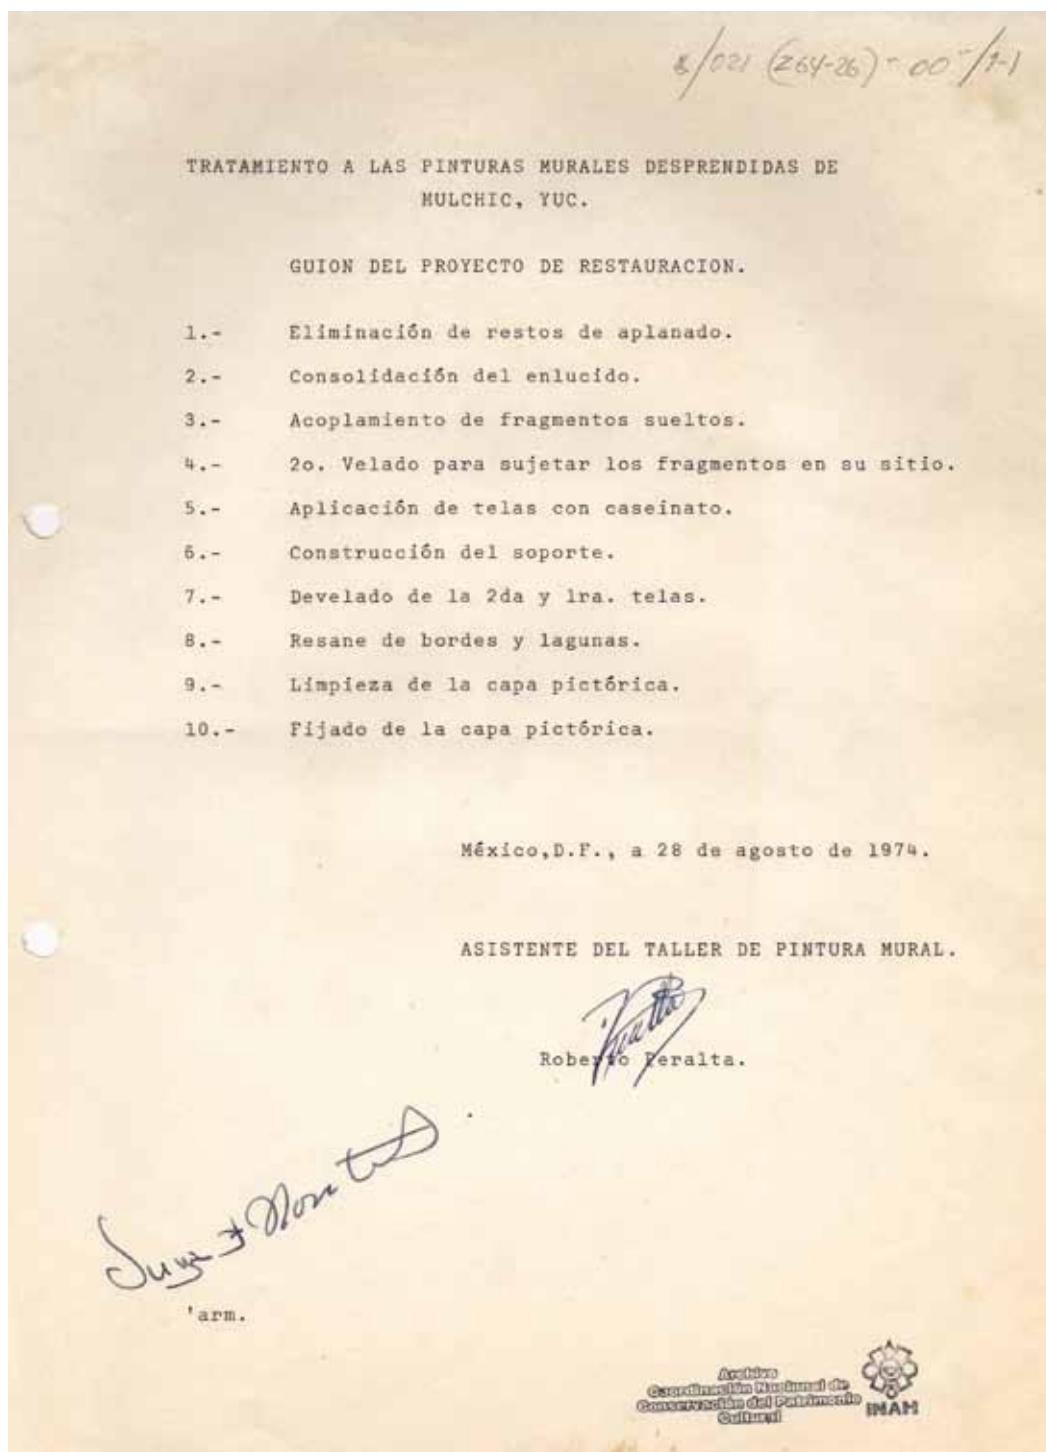 8/021 (Z64-26)-00-/1-1
TRATAMIENTO A LAS PINTURAS MURALES DESPRENDIDAS DE
MULCHIC, YUC.
GUION DEL PROYECTO DE RESTAURACION.
1.- Eliminación de restos de aplanado.
2.- Consolidación del enlucido.
3.- Acoplamiento de fragmentos sueltos.
4.- 2o. Velado para sujetar los fragmentos en su sitio.
5.- Aplicación de telas con caseinato.
6.- Construcción del soporte.
7.- Develado de la 2da y 1ra. telas.
8.- Resane de bordes y lagunas.
9.- Limpieza de la capa pictórica.
10.- Fijado de la capa pictórica.
México,D.F., a 28 de agosto de 1974.
ASISTENTE DEL TALLER DE PINTURA MURAL.
Roberto Peralta.
'arm.
Archivo
Coordinación Nacional de
Conservación del Patrimonio
Cultural
INAH